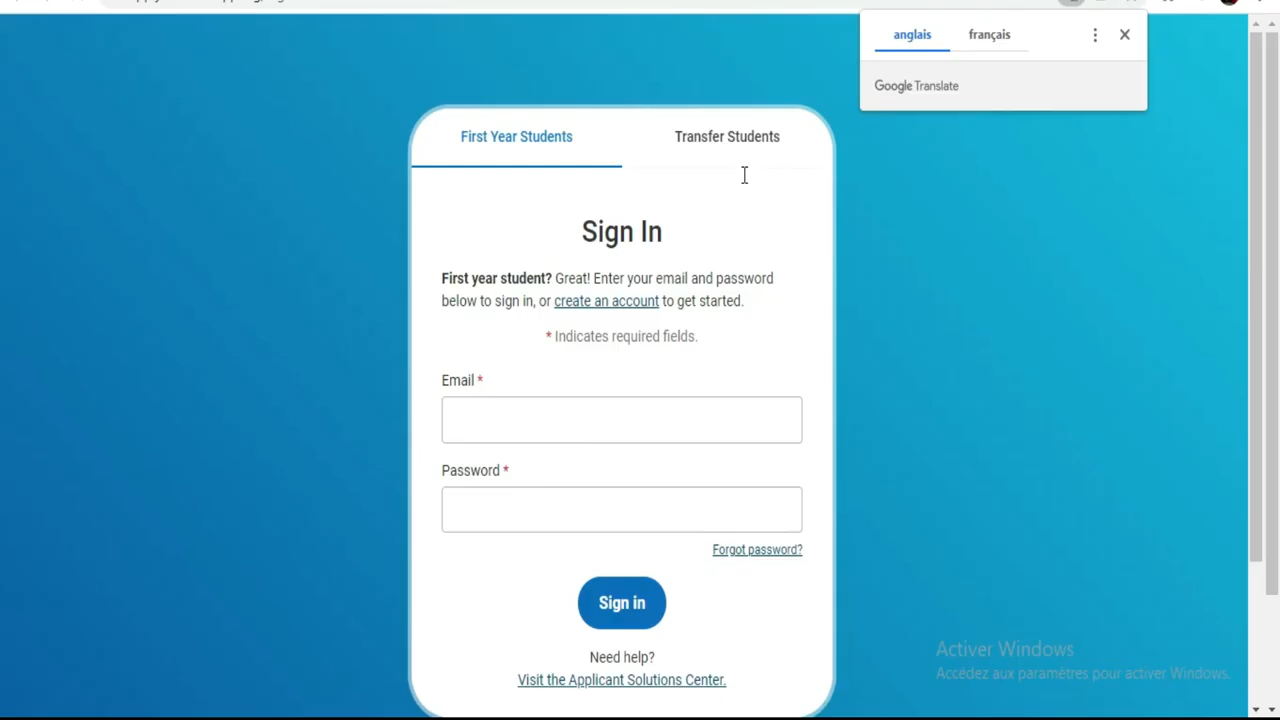 anglais français
Google Translate
First Year Students Transfer Students
Sign In
First year student? Great! Enter your email and password
below to sign in, or create an account to get started.
* Indicates required fields.
Email *
Password *
Forgot password?
Sign in
Need help?
Visit the Applicant Solutions Center.
Activer Windows
Accédez aux paramètres pour activer Windows.